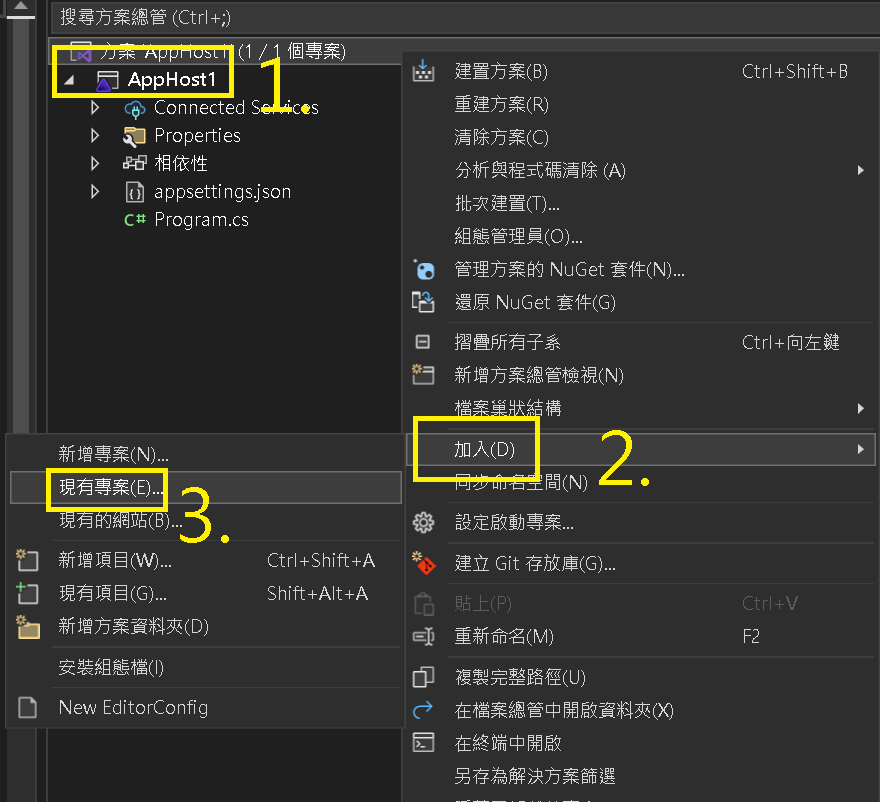 搜尋方案總管 (Ctrl+;)
方案 'AppHost1' (1 / 1 個專案)
AppHost1
1.
Connected Services
Properties
相依性
appsettings.json
Program.cs
建置方案(B) Ctrl+Shift+B
重建方案(R)
清除方案(C)
分析與程式碼清除 (A)
批次建置(T)...
組態管理員(O)...
管理方案的 NuGet 套件(N)...
還原 NuGet 套件(G)
摺疊所有子系 Ctrl+向左鍵
新增方案總管檢視(N)
檔案巢狀結構
加入(D)
2.
同步命名空間(N)
設定啟動專案...
建立 Git 存放庫(G)...
貼上(P) Ctrl+V
重新命名(M) F2
複製完整路徑(U)
在檔案總管中開啟資料夾(X)
在終端中開啟
另存為解決方案篩選
新增專案(N)...
現有專案(E)...
3.
現有的網站(B)...
新增項目(W)... Ctrl+Shift+A
現有項目(G)... Shift+Alt+A
新增方案資料夾(D)
安裝組態檔(I)
New EditorConfig